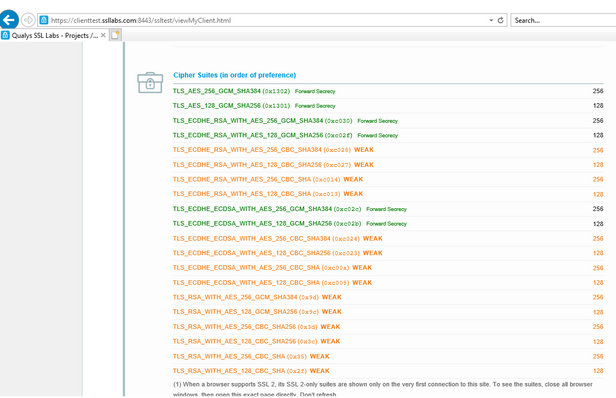 https://clienttest.ssllabs.com:8443/ssltest/viewMyClient.html
Search...
Qualys SSL Labs - Projects /...
Cipher Suites (in order of preference)
TLS_AES_256_GCM_SHA384 (0x1302) Forward Secrecy 256
TLS_AES_128_GCM_SHA256 (0x1301) Forward Secrecy 128
TLS_ECDHE_RSA_WITH_AES_256_GCM_SHA384 (0xc030) Forward Secrecy 256
TLS_ECDHE_RSA_WITH_AES_128_GCM_SHA256 (0xc02f) Forward Secrecy 128
TLS_ECDHE_RSA_WITH_AES_256_CBC_SHA384 (0xc028) WEAK 256
TLS_ECDHE_RSA_WITH_AES_128_CBC_SHA256 (0xc027) WEAK 128
TLS_ECDHE_RSA_WITH_AES_256_CBC_SHA (0xc014) WEAK 256
TLS_ECDHE_RSA_WITH_AES_128_CBC_SHA (0xc013) WEAK 128
TLS_ECDHE_ECDSA_WITH_AES_256_GCM_SHA384 (0xc02c) Forward Secrecy 256
TLS_ECDHE_ECDSA_WITH_AES_128_GCM_SHA256 (0xc02b) Forward Secrecy 128
TLS_ECDHE_ECDSA_WITH_AES_256_CBC_SHA384 (0xc024) WEAK 256
TLS_ECDHE_ECDSA_WITH_AES_128_CBC_SHA256 (0xc023) WEAK 128
TLS_ECDHE_ECDSA_WITH_AES_256_CBC_SHA (0xc00a) WEAK 256
TLS_ECDHE_ECDSA_WITH_AES_128_CBC_SHA (0xc009) WEAK 128
TLS_RSA_WITH_AES_256_GCM_SHA384 (0x9d) WEAK 256
TLS_RSA_WITH_AES_128_GCM_SHA256 (0x9c) WEAK 128
TLS_RSA_WITH_AES_256_CBC_SHA256 (0x3d) WEAK 256
TLS_RSA_WITH_AES_128_CBC_SHA256 (0x3c) WEAK 128
TLS_RSA_WITH_AES_256_CBC_SHA (0x35) WEAK 256
TLS_RSA_WITH_AES_128_CBC_SHA (0x2f) WEAK 128
(1) When a browser supports SSL 2, its SSL 2-only suites are shown only on the very first connection to this site. To see the suites, close all browser
windows, then open this exact page directly. Don't refresh.